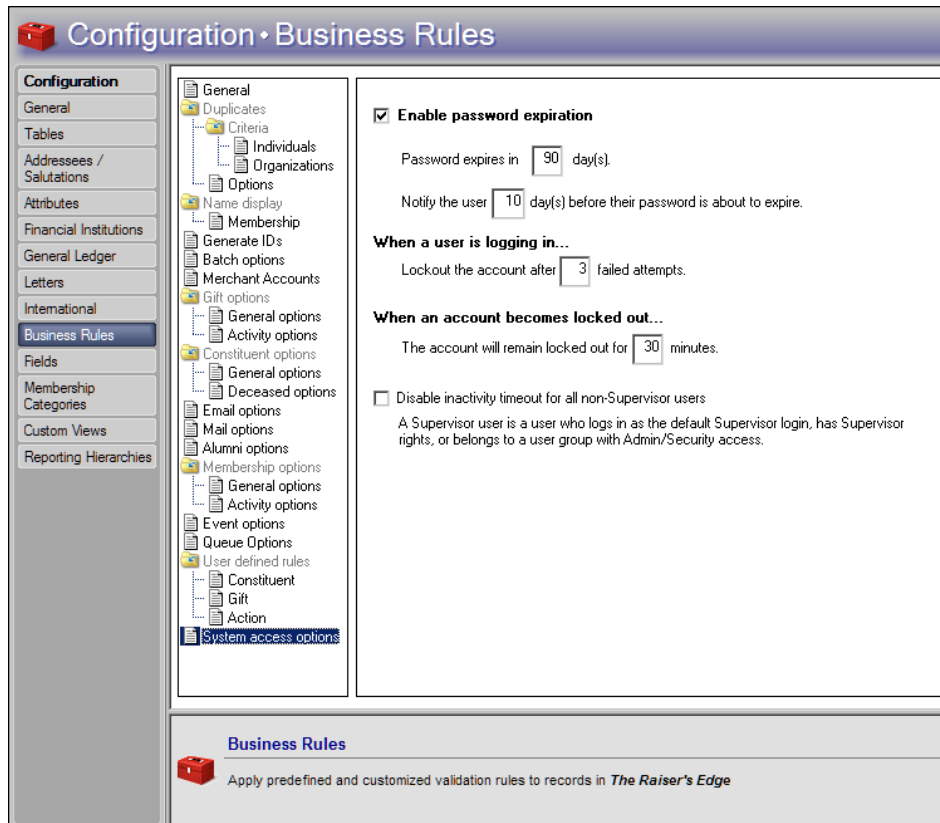 Configuration · Business Rules
Configuration
General
Tables
Addressees /
Salutations
Attributes
Financial Institutions
General Ledger
Letters
International
Business Rules
Fields
Membership
Categories
Custom Views
Reporting Hierarchies
General
Duplicates
Criteria
Individuals
Organizations
Options
Name display
Membership
Generate IDs
Batch options
Merchant Accounts
Gift options
General options
Activity options
Constituent options
General options
Deceased options
Email options
Mail options
Alumni options
Membership options
General options
Activity options
Event options
Queue Options
User defined rules
Constituent
Gift
Action
System access options
Enable password expiration
Password expires in 90 day(s).
Notify the user 10 day(s) before their password is about to expire.
When a user is logging in...
Lockout the account after 3 failed attempts.
When an account becomes locked out...
The account will remain locked out for 30 minutes.
Disable inactivity timeout for all non-Supervisor users
A Supervisor user is a user who logs in as the default Supervisor login, has Supervisor
rights, or belongs to a user group with Admin/Security access.
Business Rules
Apply predefined and customized validation rules to records in The Raiser's Edge